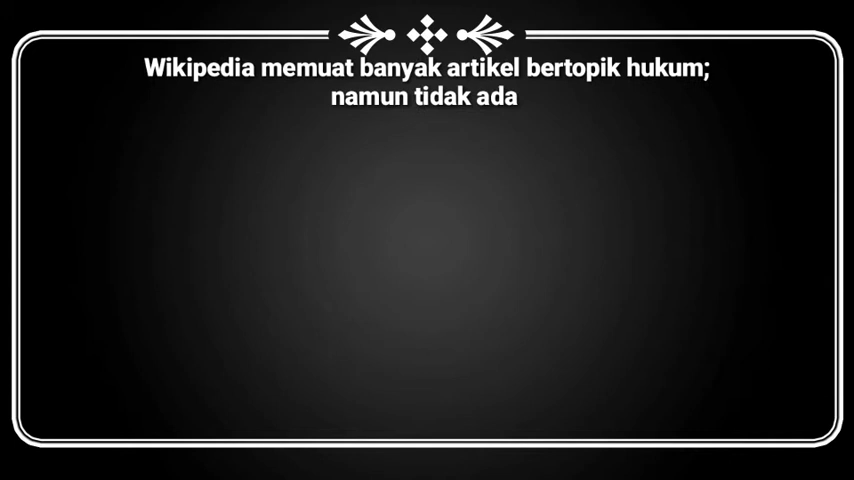 Wikipedia memuat banyak artikel bertopik hukum;
namun tidak ada